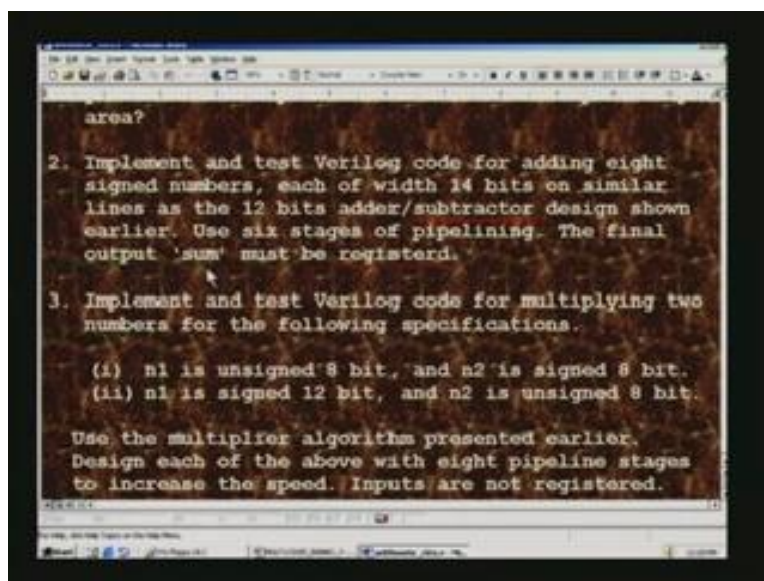 area?
2. Implement and test Verilog code for adding eight
signed numbers, each of width 14 bits on similar
lines as the 12 bits adder/subtractor design shown
earlier. Use six stages of pipelining. The final
output 'sum' must be registerd.
3. Implement and test Verilog code for multiplying two
numbers for the following specifications.
(i) n1 is unsigned 8 bit, and n2 is signed 8 bit.
(ii) n1 is signed 12 bit, and n2 is unsigned 8 bit.
Use the multiplier algorithm presented earlier.
Design each of the above with eight pipeline stages
to increase the speed. Inputs are not registered.